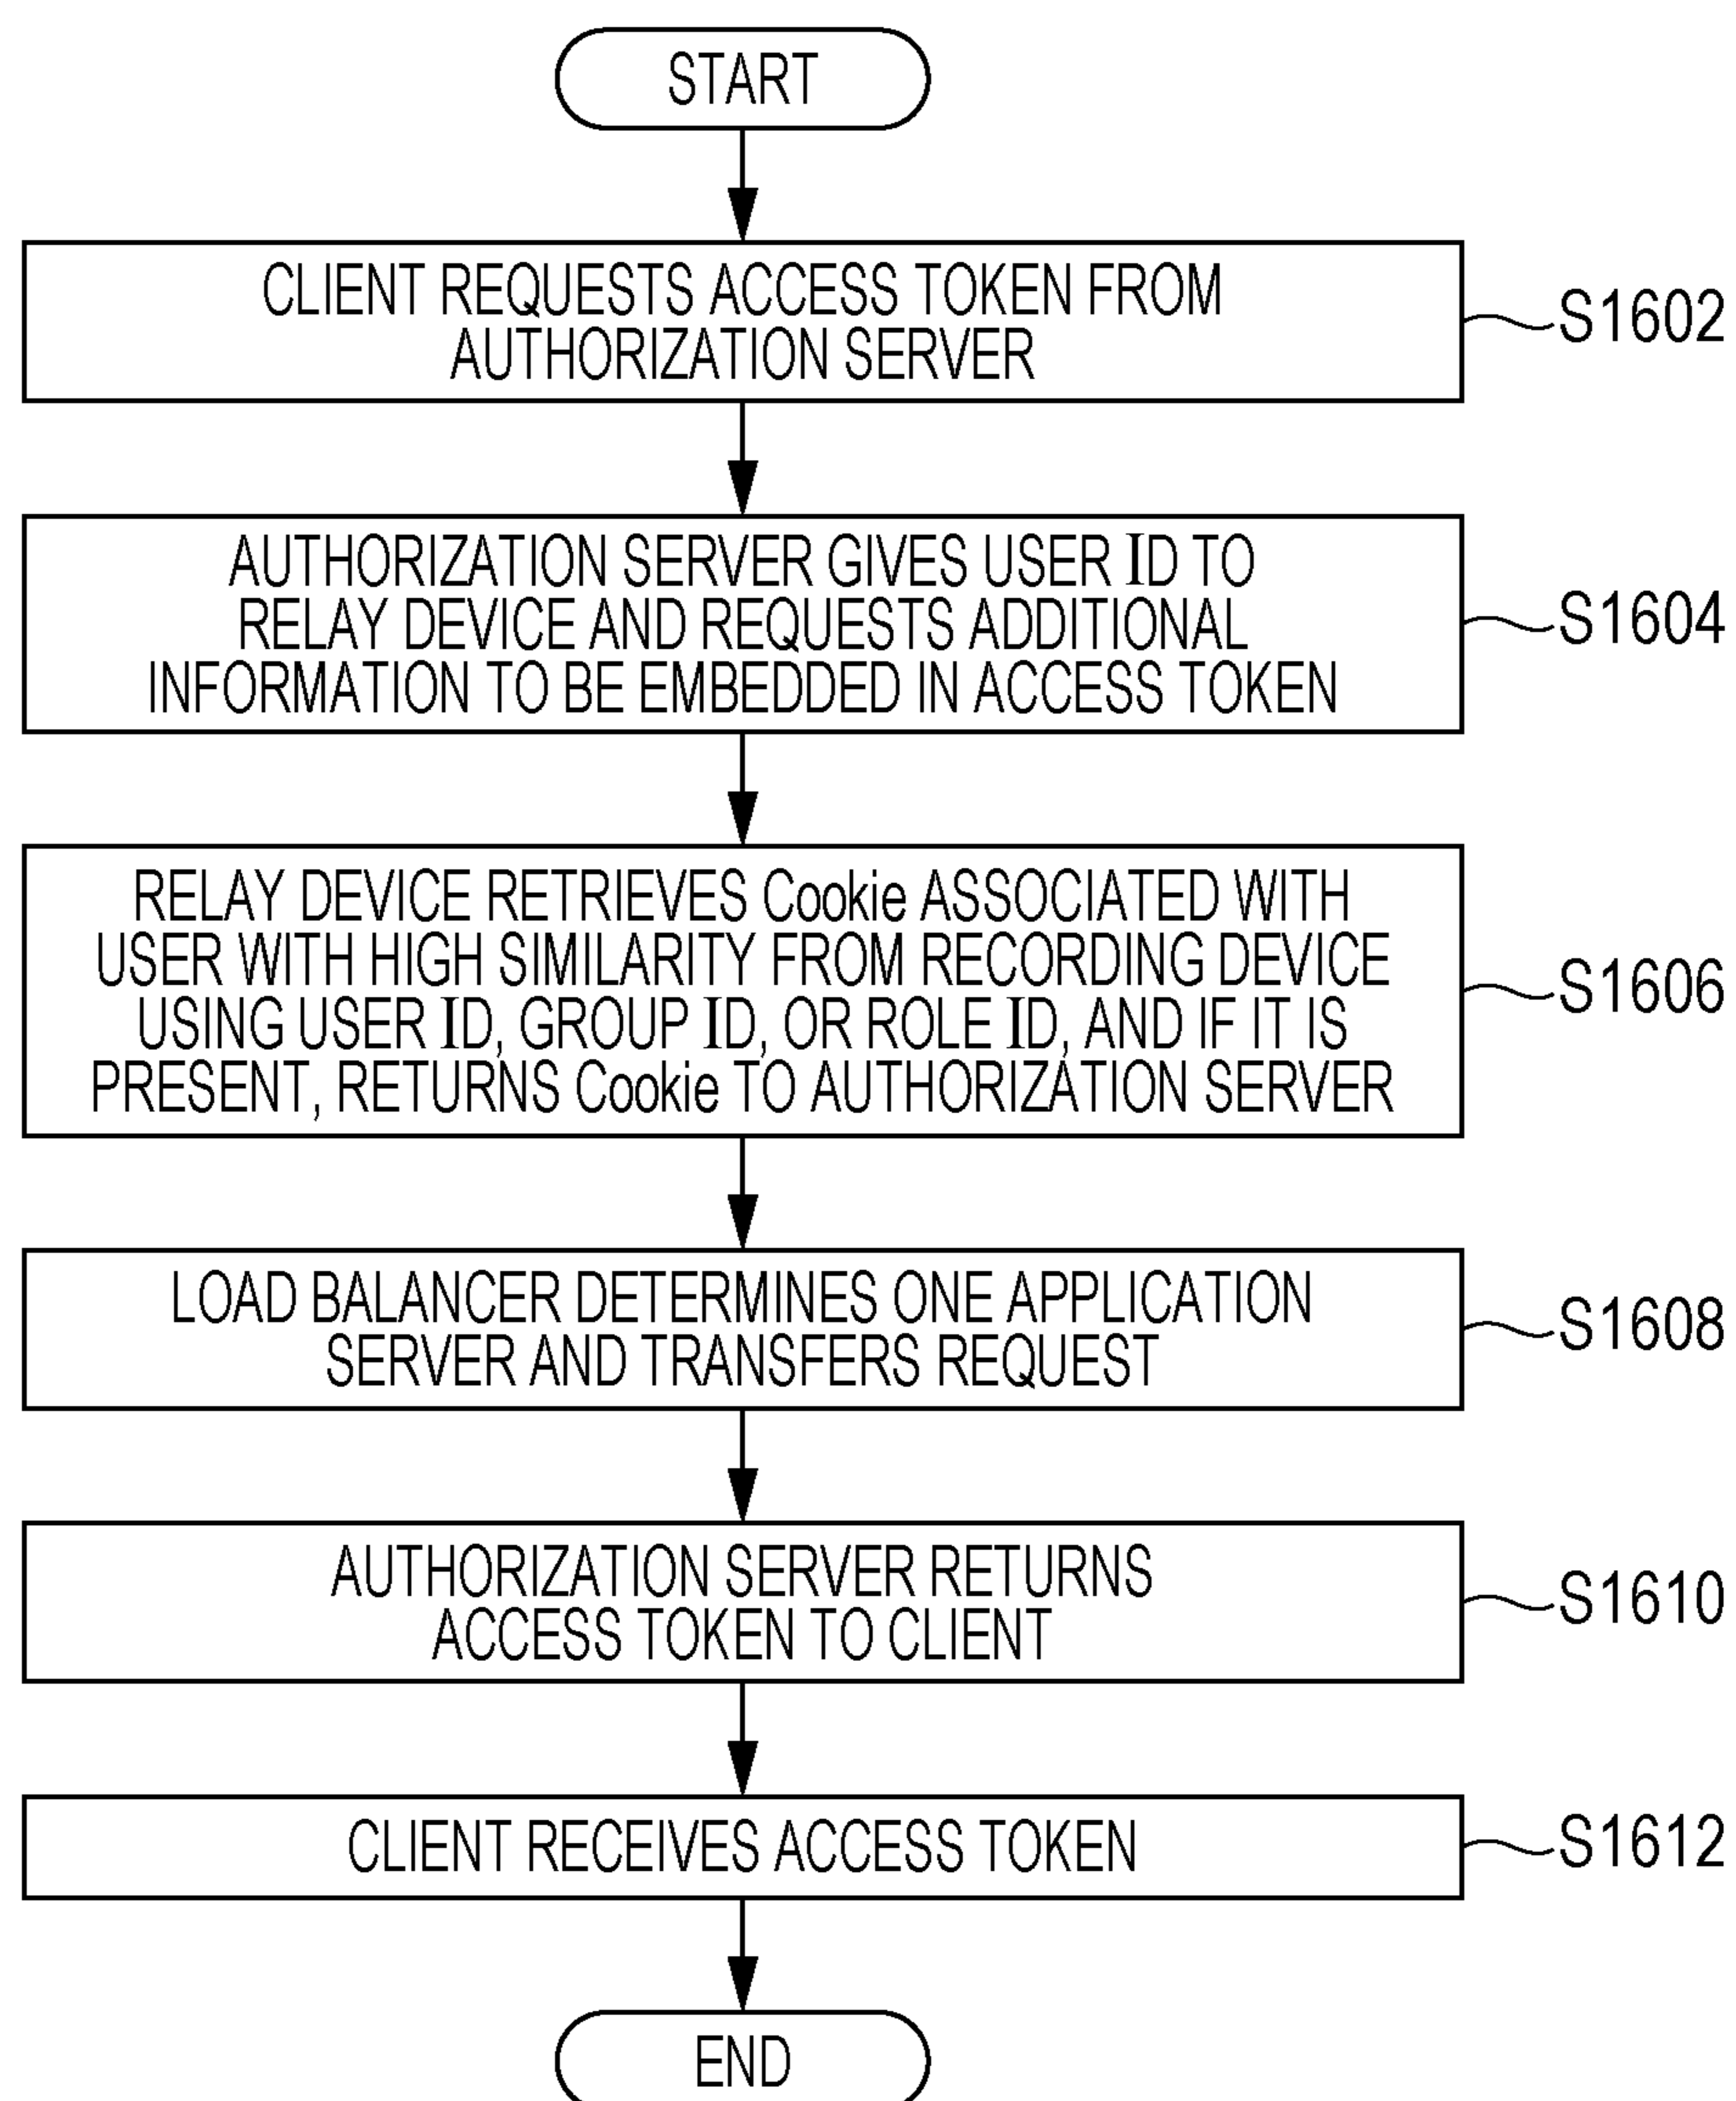 START
CLIENT REQUESTS ACCESS TOKEN FROM
AUTHORIZATION SERVER
S1602
AUTHORIZATION SERVER GIVES USER ID TO
RELAY DEVICE AND REQUESTS ADDITIONAL
INFORMATION TO BE EMBEDDED IN ACCESS TOKEN
S1604
RELAY DEVICE RETRIEVES Cookie ASSOCIATED WITH
USER WITH HIGH SIMILARITY FROM RECORDING DEVICE
USING USER ID, GROUP ID, OR ROLE ID, AND IF IT IS
PRESENT, RETURNS Cookie TO AUTHORIZATION SERVER
S1606
LOAD BALANCER DETERMINES ONE APPLICATION
SERVER AND TRANSFERS REQUEST
S1608
AUTHORIZATION SERVER RETURNS
ACCESS TOKEN TO CLIENT
S1610
CLIENT RECEIVES ACCESS TOKEN
S1612
END